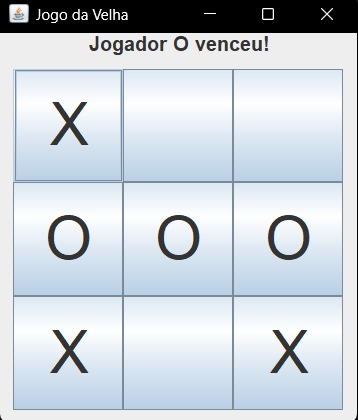 Jogo da Velha
Jogador O venceu!
X
O O O
X X